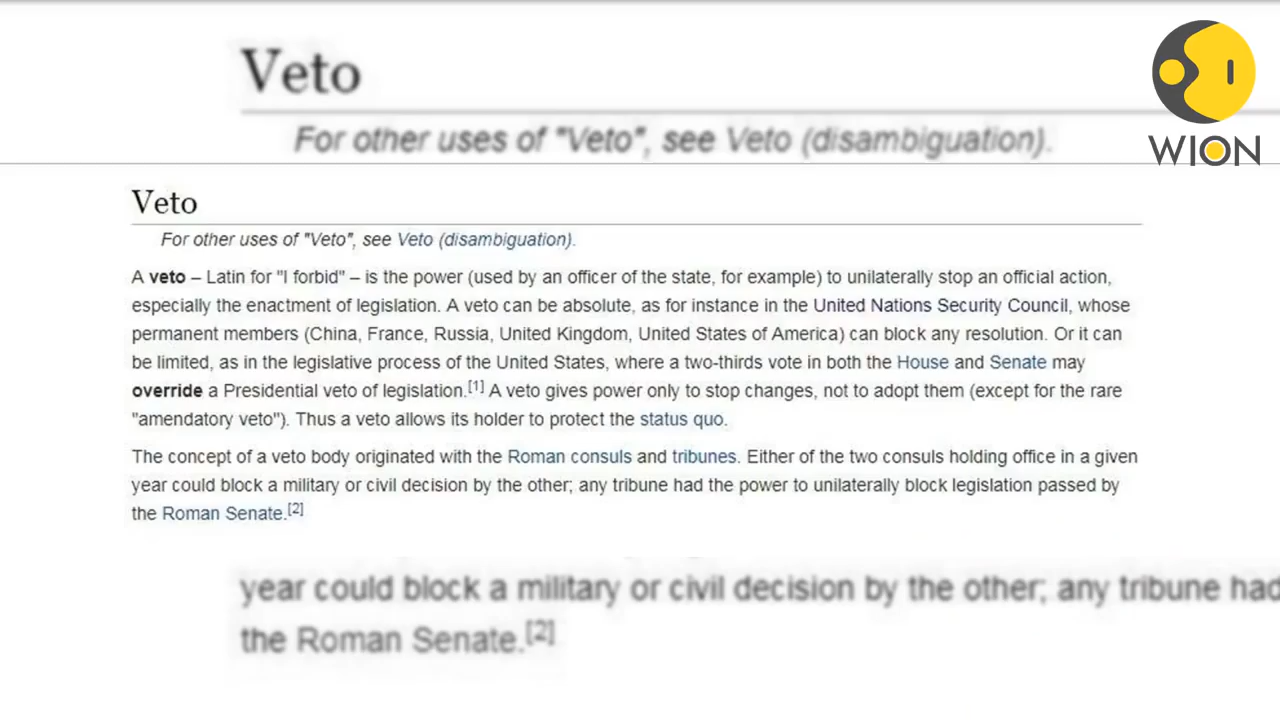 Veto
For other uses of "Veto", see Veto (disambiguation).
WION
Veto
For other uses of "Veto", see Veto (disambiguation).
A veto – Latin for "I forbid" – is the power (used by an officer of the state, for example) to unilaterally stop an official action,
especially the enactment of legislation. A veto can be absolute, as for instance in the United Nations Security Council, whose
permanent members (China, France, Russia, United Kingdom, United States of America) can block any resolution. Or it can
be limited, as in the legislative process of the United States, where a two-thirds vote in both the House and Senate may
override a Presidential veto of legislation.[1] A veto gives power only to stop changes, not to adopt them (except for the rare
"amendatory veto"). Thus a veto allows its holder to protect the status quo.
The concept of a veto body originated with the Roman consuls and tribunes. Either of the two consuls holding office in a given
year could block a military or civil decision by the other; any tribune had the power to unilaterally block legislation passed by
the Roman Senate.[2]
year could block a military or civil decision by the other; any tribune had
the Roman Senate.[2]